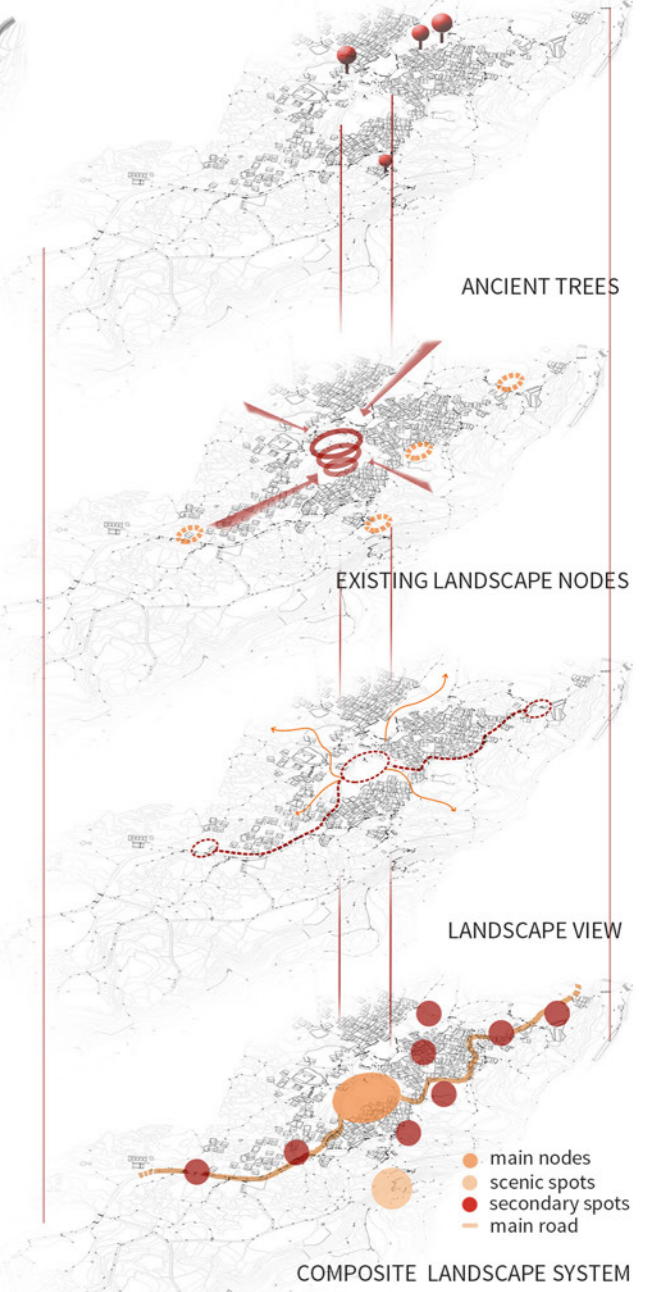 ANCIENT TREES
EXISTING LANDSCAPE NODES
LANDSCAPE VIEW
main nodes
scenic spots
secondary spots
main road
COMPOSITE LANDSCAPE SYSTEM